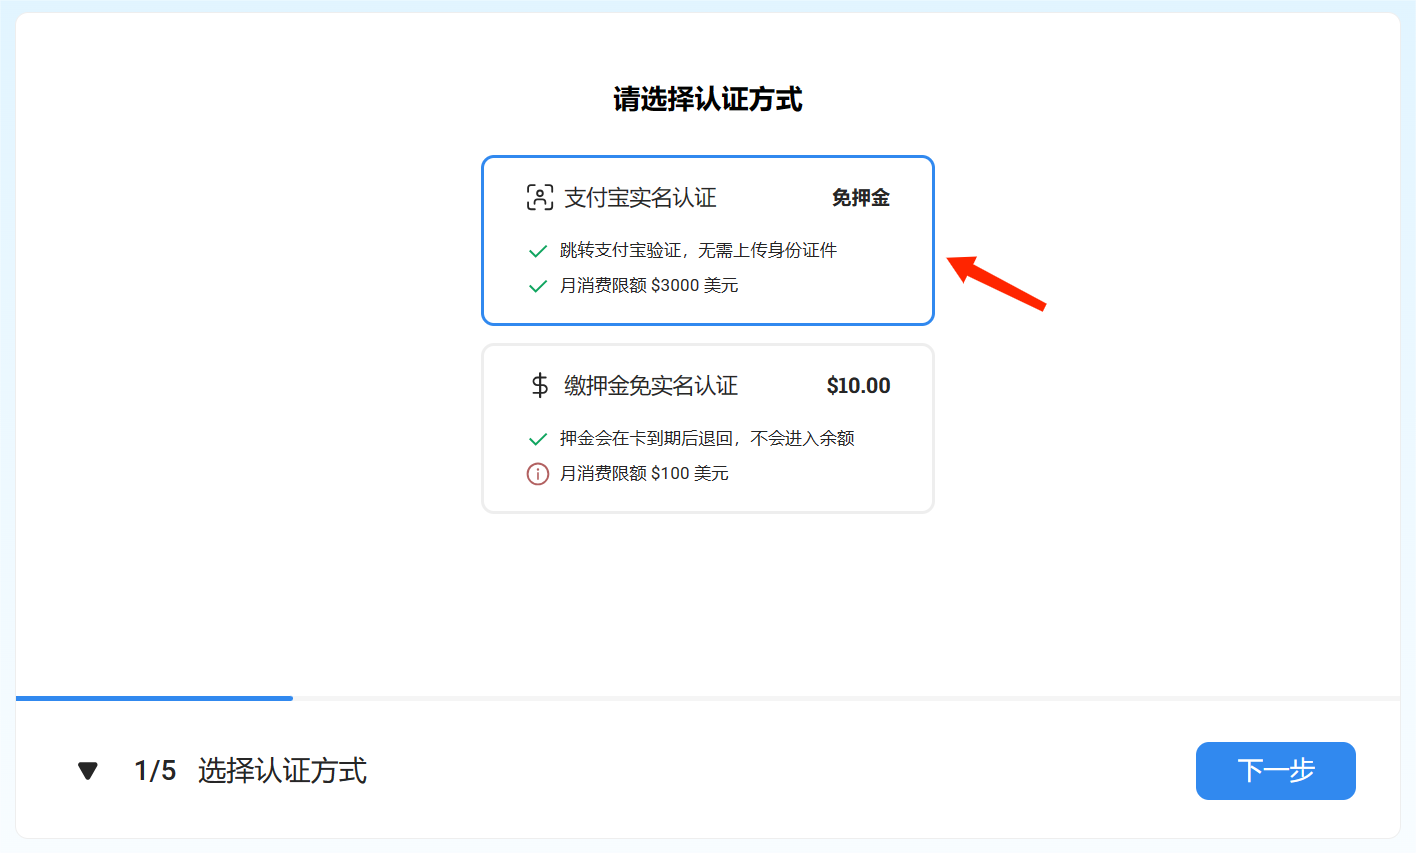 请选择认证方式
支付宝实名认证 免押金
跳转支付宝验证，无需上传身份证件
月消费限额 $3000 美元
缴押金免实名认证 $10.00
押金会在卡到期后退回，不会进入余额
月消费限额 $100 美元
1/5 选择认证方式 下一步